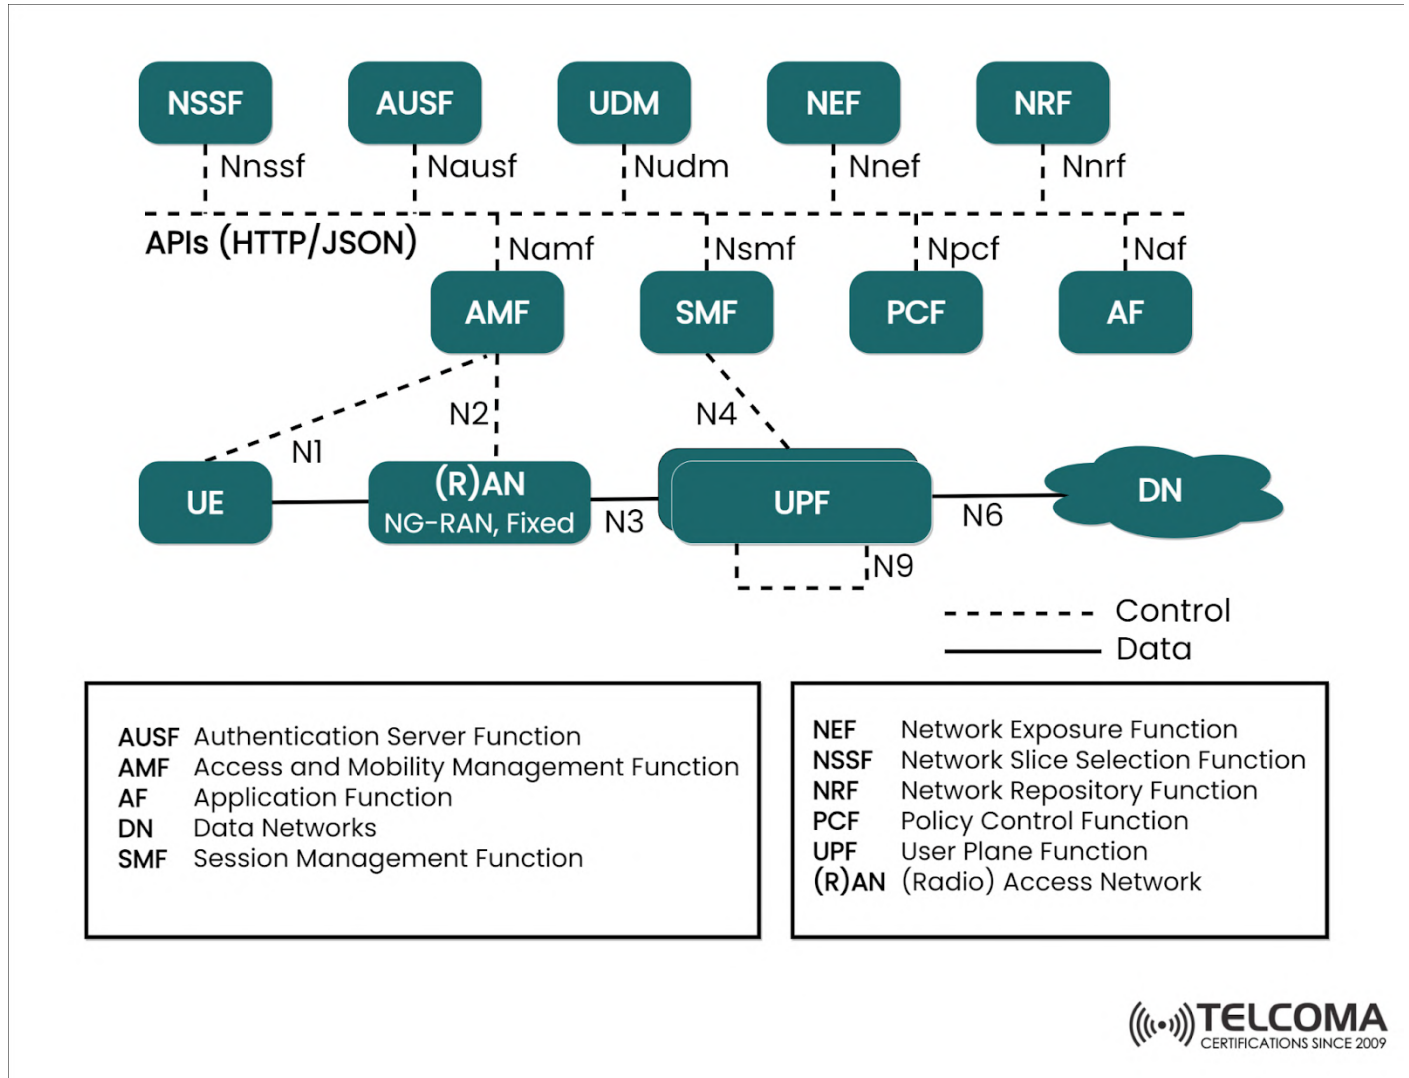 NSSF AUSF UDM NEF NRF
Nnssf Nausf Nudm Nnef Nnrf
APIs (HTTP/JSON) Namf Nsmf Npcf Naf
AMF SMF PCF AF
N1 N2 N4
UE (R)AN UPF DN
NG-RAN, Fixed N3 N6
N9
Control
Data
AUSF Authentication Server Function
AMF Access and Mobility Management Function
AF Application Function
DN Data Networks
SMF Session Management Function
NEF Network Exposure Function
NSSF Network Slice Selection Function
NRF Network Repository Function
PCF Policy Control Function
UPF User Plane Function
(R)AN (Radio) Access Network
TELCOMA
CERTIFICATIONS SINCE 2009